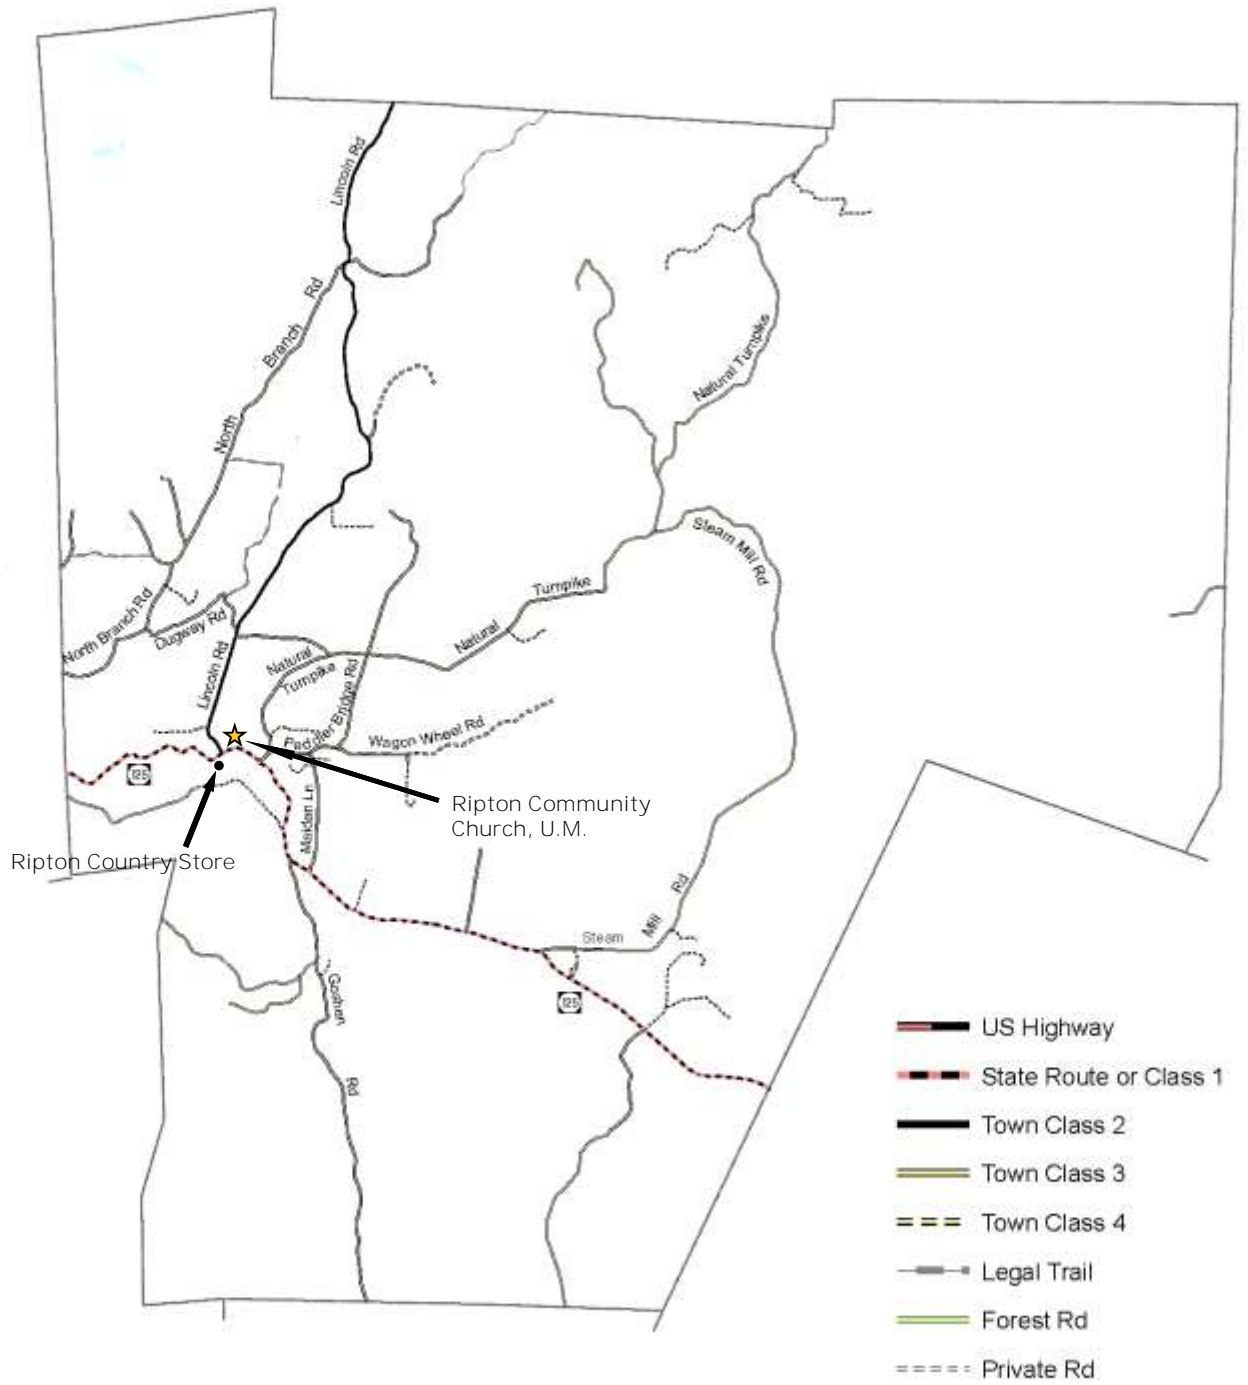 Lincoln Rd
North Branch Rd
Natural Turnpike
Steam Mill Rd
Natural Turnpike
North Branch Rd
Dugway Rd
Lincoln Rd
Natural
Turnpike
Peddler Bridge Rd
Wagon Wheel Rd
125
Maiden Ln
Ripton Community
Church, U.M.
Ripton Country Store
Steam Mill Rd
125
Goshen Rd
US Highway
State Route or Class 1
Town Class 2
Town Class 3
Town Class 4
Legal Trail
Forest Rd
Private Rd